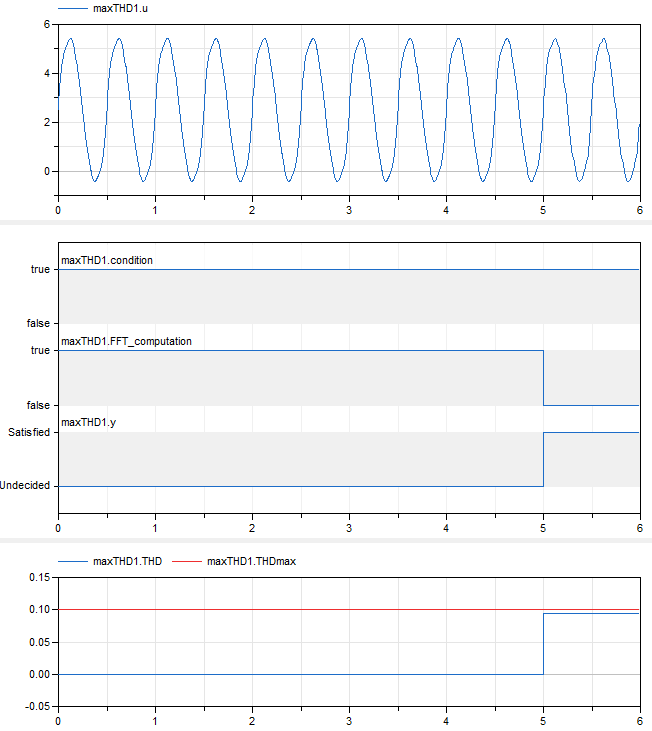 maxTHD1.u
6
4
2
0
0 1 2 3 4 5 6
maxTHD1.condition
true
false
maxTHD1.FFT_computation
true
false
maxTHD1.y
Satisfied
Undecided
0 1 2 3 4 5 6
maxTHD1.THD maxTHD1.THDmax
0.15
0.10
0.05
0.00
-0.05
0 1 2 3 4 5 6